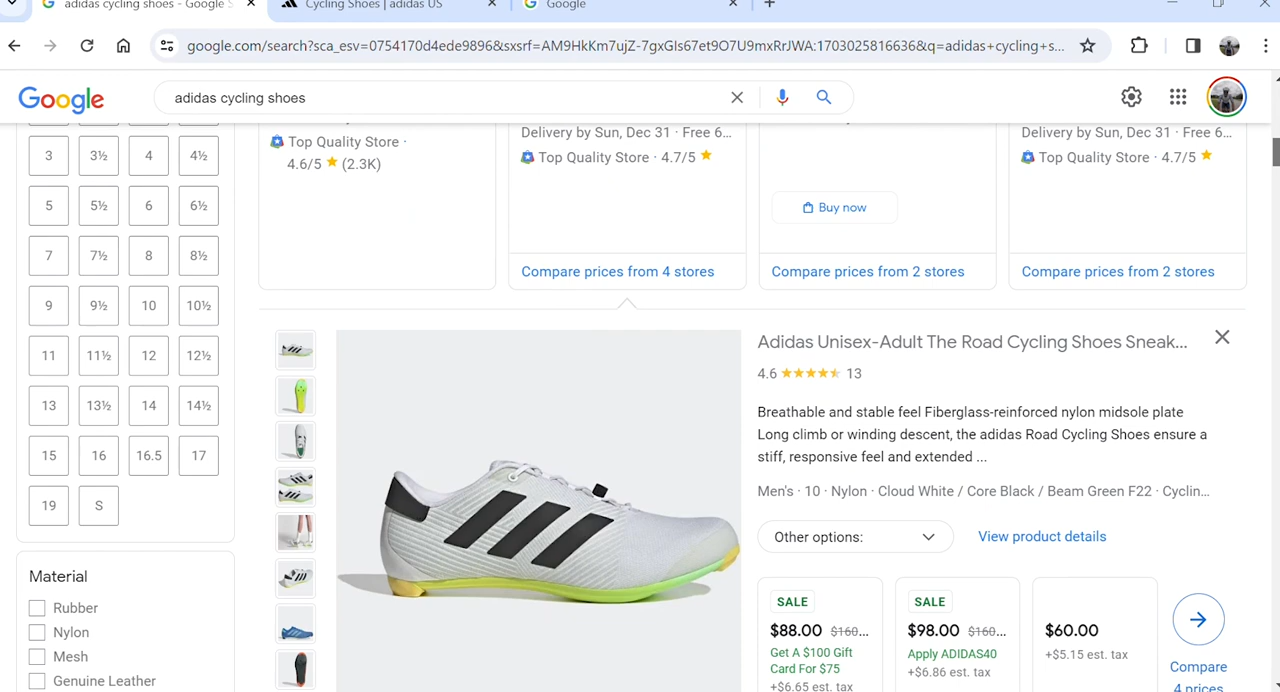 adidas cycling shoes - Google S
Cycling Shoes | adidas US
Google
google.com/search?sca_esv=0754170d4ede9896&sxsrf=AM9HkKm7ujZ-7gxGIs67et9O7U9mxRrJWA:1703025816636&q=adidas+cycling+s...
Google
adidas cycling shoes
3 3½ 4 4½
5 5½ 6 6½
7 7½ 8 8½
9 9½ 10 10½
11 11½ 12 12½
13 13½ 14 14½
15 16 16.5 17
19 S
Material
Rubber
Nylon
Mesh
Genuine Leather
Top Quality Store ·
4.6/5 ★ (2.3K)
Delivery by Sun, Dec 31 · Free 6...
Top Quality Store · 4.7/5 ★
Compare prices from 4 stores
Buy now
Compare prices from 2 stores
Delivery by Sun, Dec 31 · Free 6...
Top Quality Store · 4.7/5 ★
Compare prices from 2 stores
Adidas Unisex-Adult The Road Cycling Shoes Sneak...
4.6 13
Breathable and stable feel Fiberglass-reinforced nylon midsole plate
Long climb or winding descent, the adidas Road Cycling Shoes ensure a
stiff, responsive feel and extended ...
Men's · 10 · Nylon · Cloud White / Core Black / Beam Green F22 · Cyclin...
Other options:
View product details
SALE
$88.00 $160...
Get A $100 Gift
Card For $75
+$6.65 est. tax
SALE
$98.00 $160...
Apply ADIDAS40
+$6.86 est. tax
$60.00
+$5.15 est. tax
Compare
4 prices